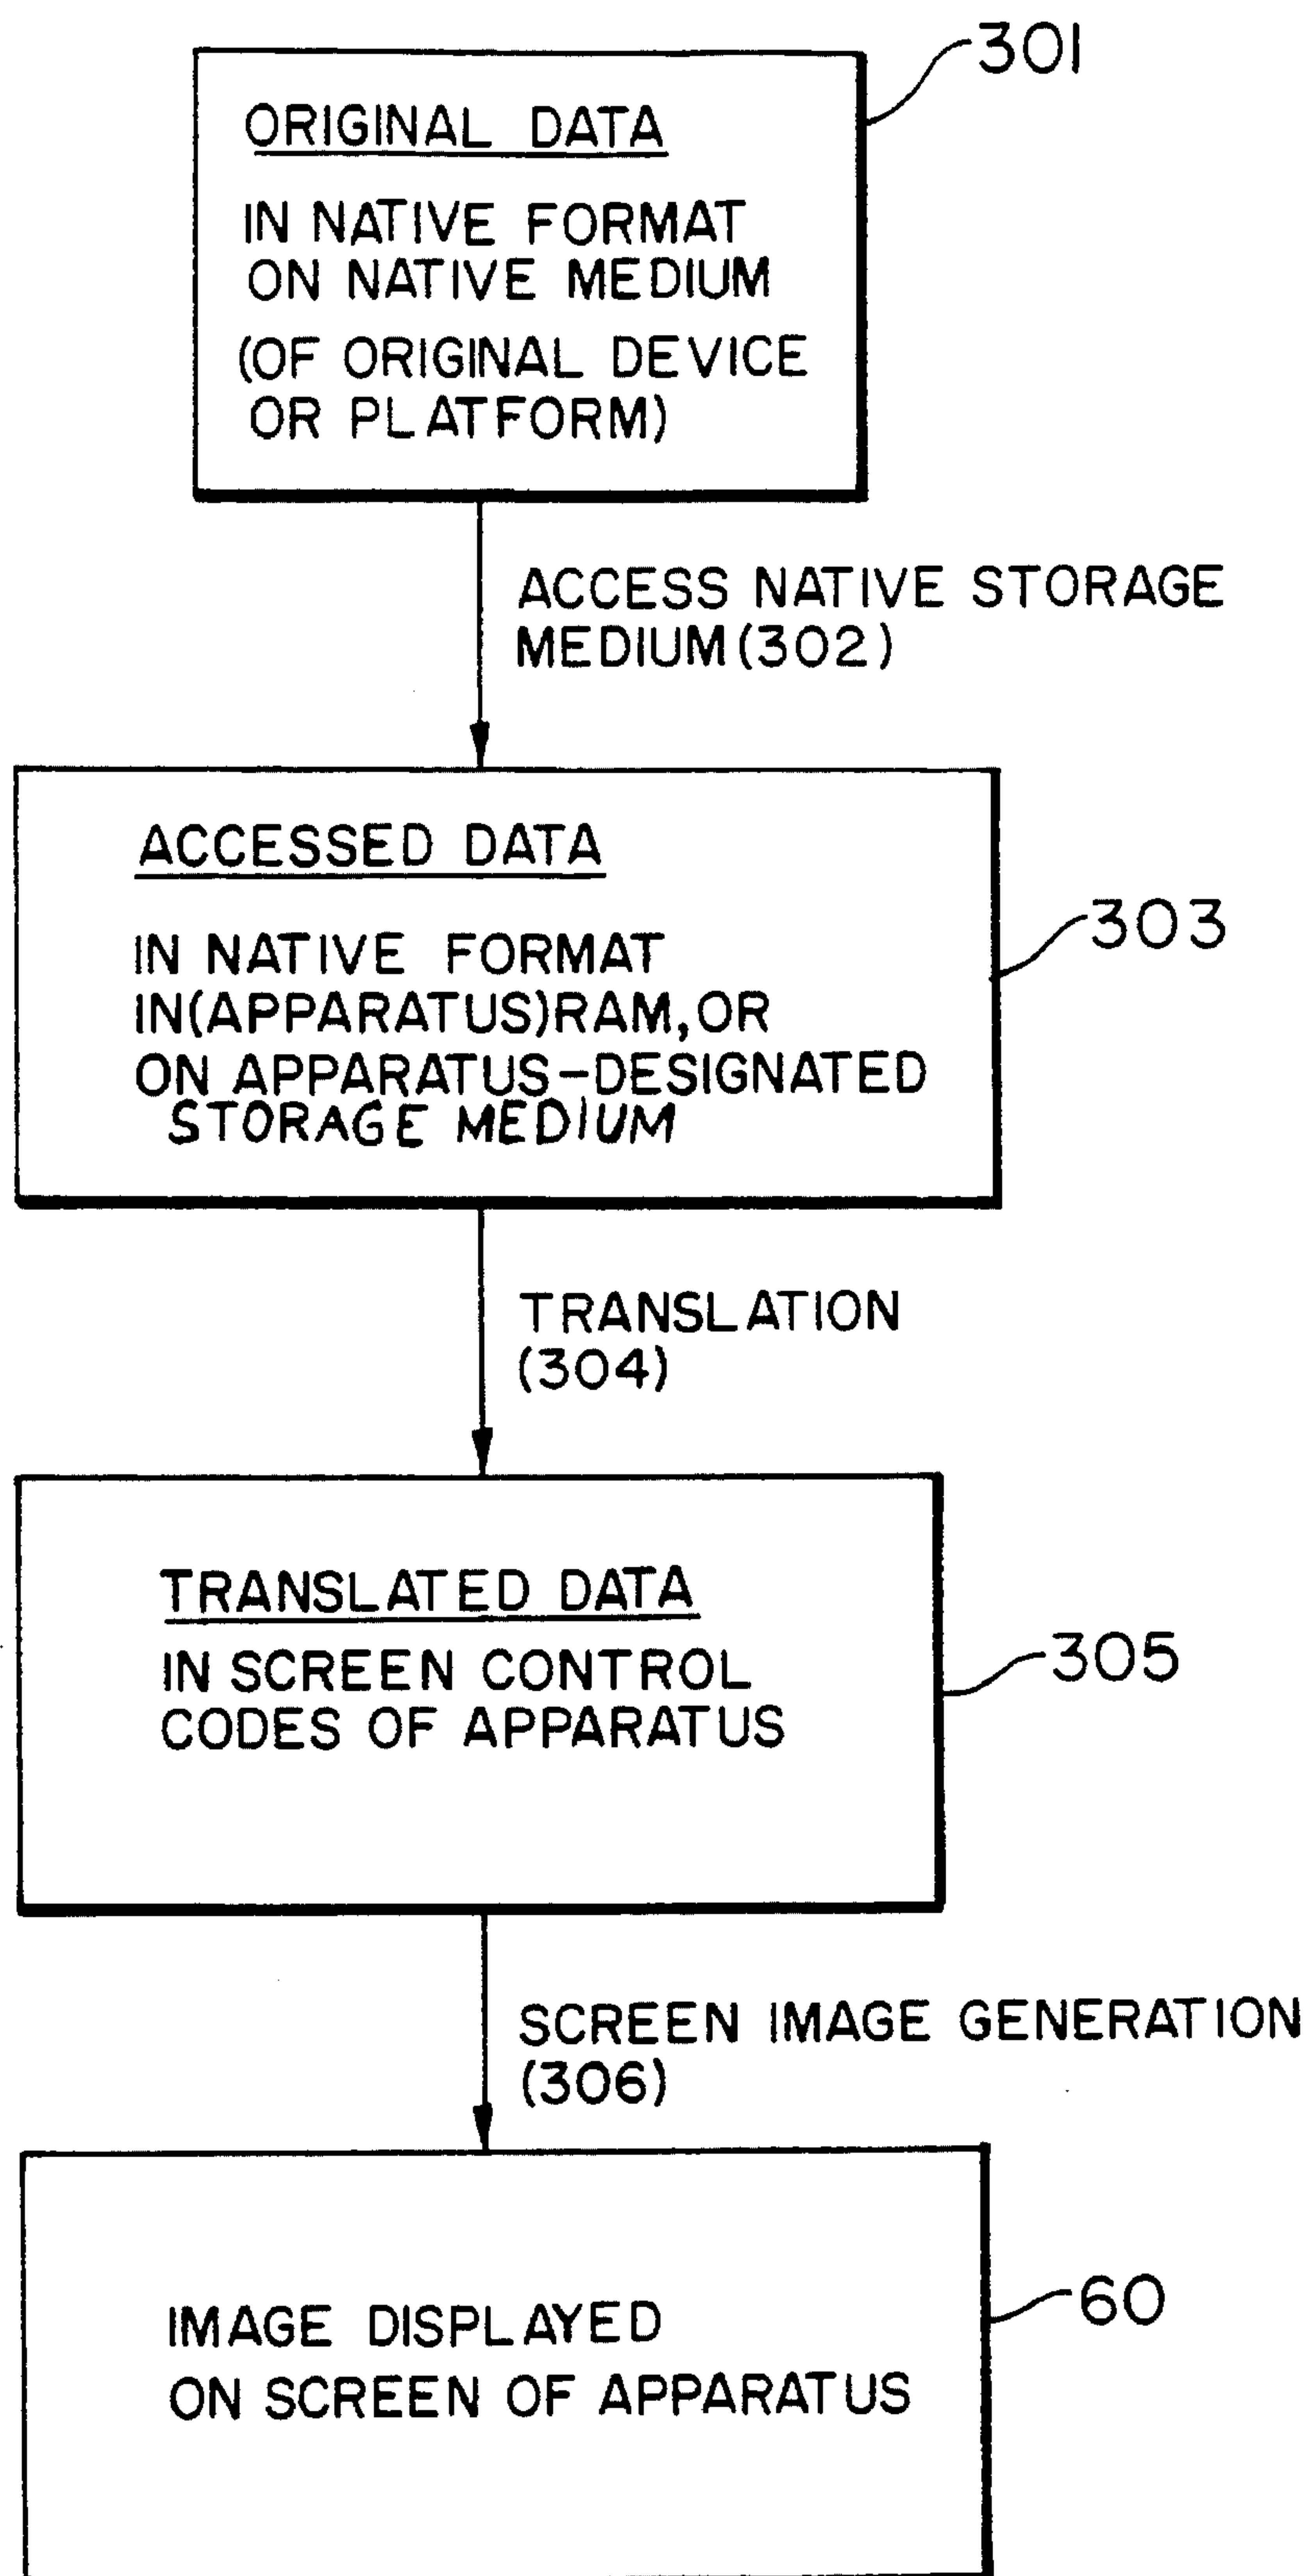 301
ORIGINAL DATA
IN NATIVE FORMAT
ON NATIVE MEDIUM
(OF ORIGINAL DEVICE
OR PLATFORM)
ACCESS NATIVE STORAGE
MEDIUM (302)
ACCESSED DATA
303
IN NATIVE FORMAT
IN (APPARATUS) RAM, OR
ON APPARATUS-DESIGNATED
STORAGE MEDIUM
TRANSLATION
(304)
TRANSLATED DATA
305
IN SCREEN CONTROL
CODES OF APPARATUS
SCREEN IMAGE GENERATION
(306)
60
IMAGE DISPLAYED
ON SCREEN OF APPARATUS